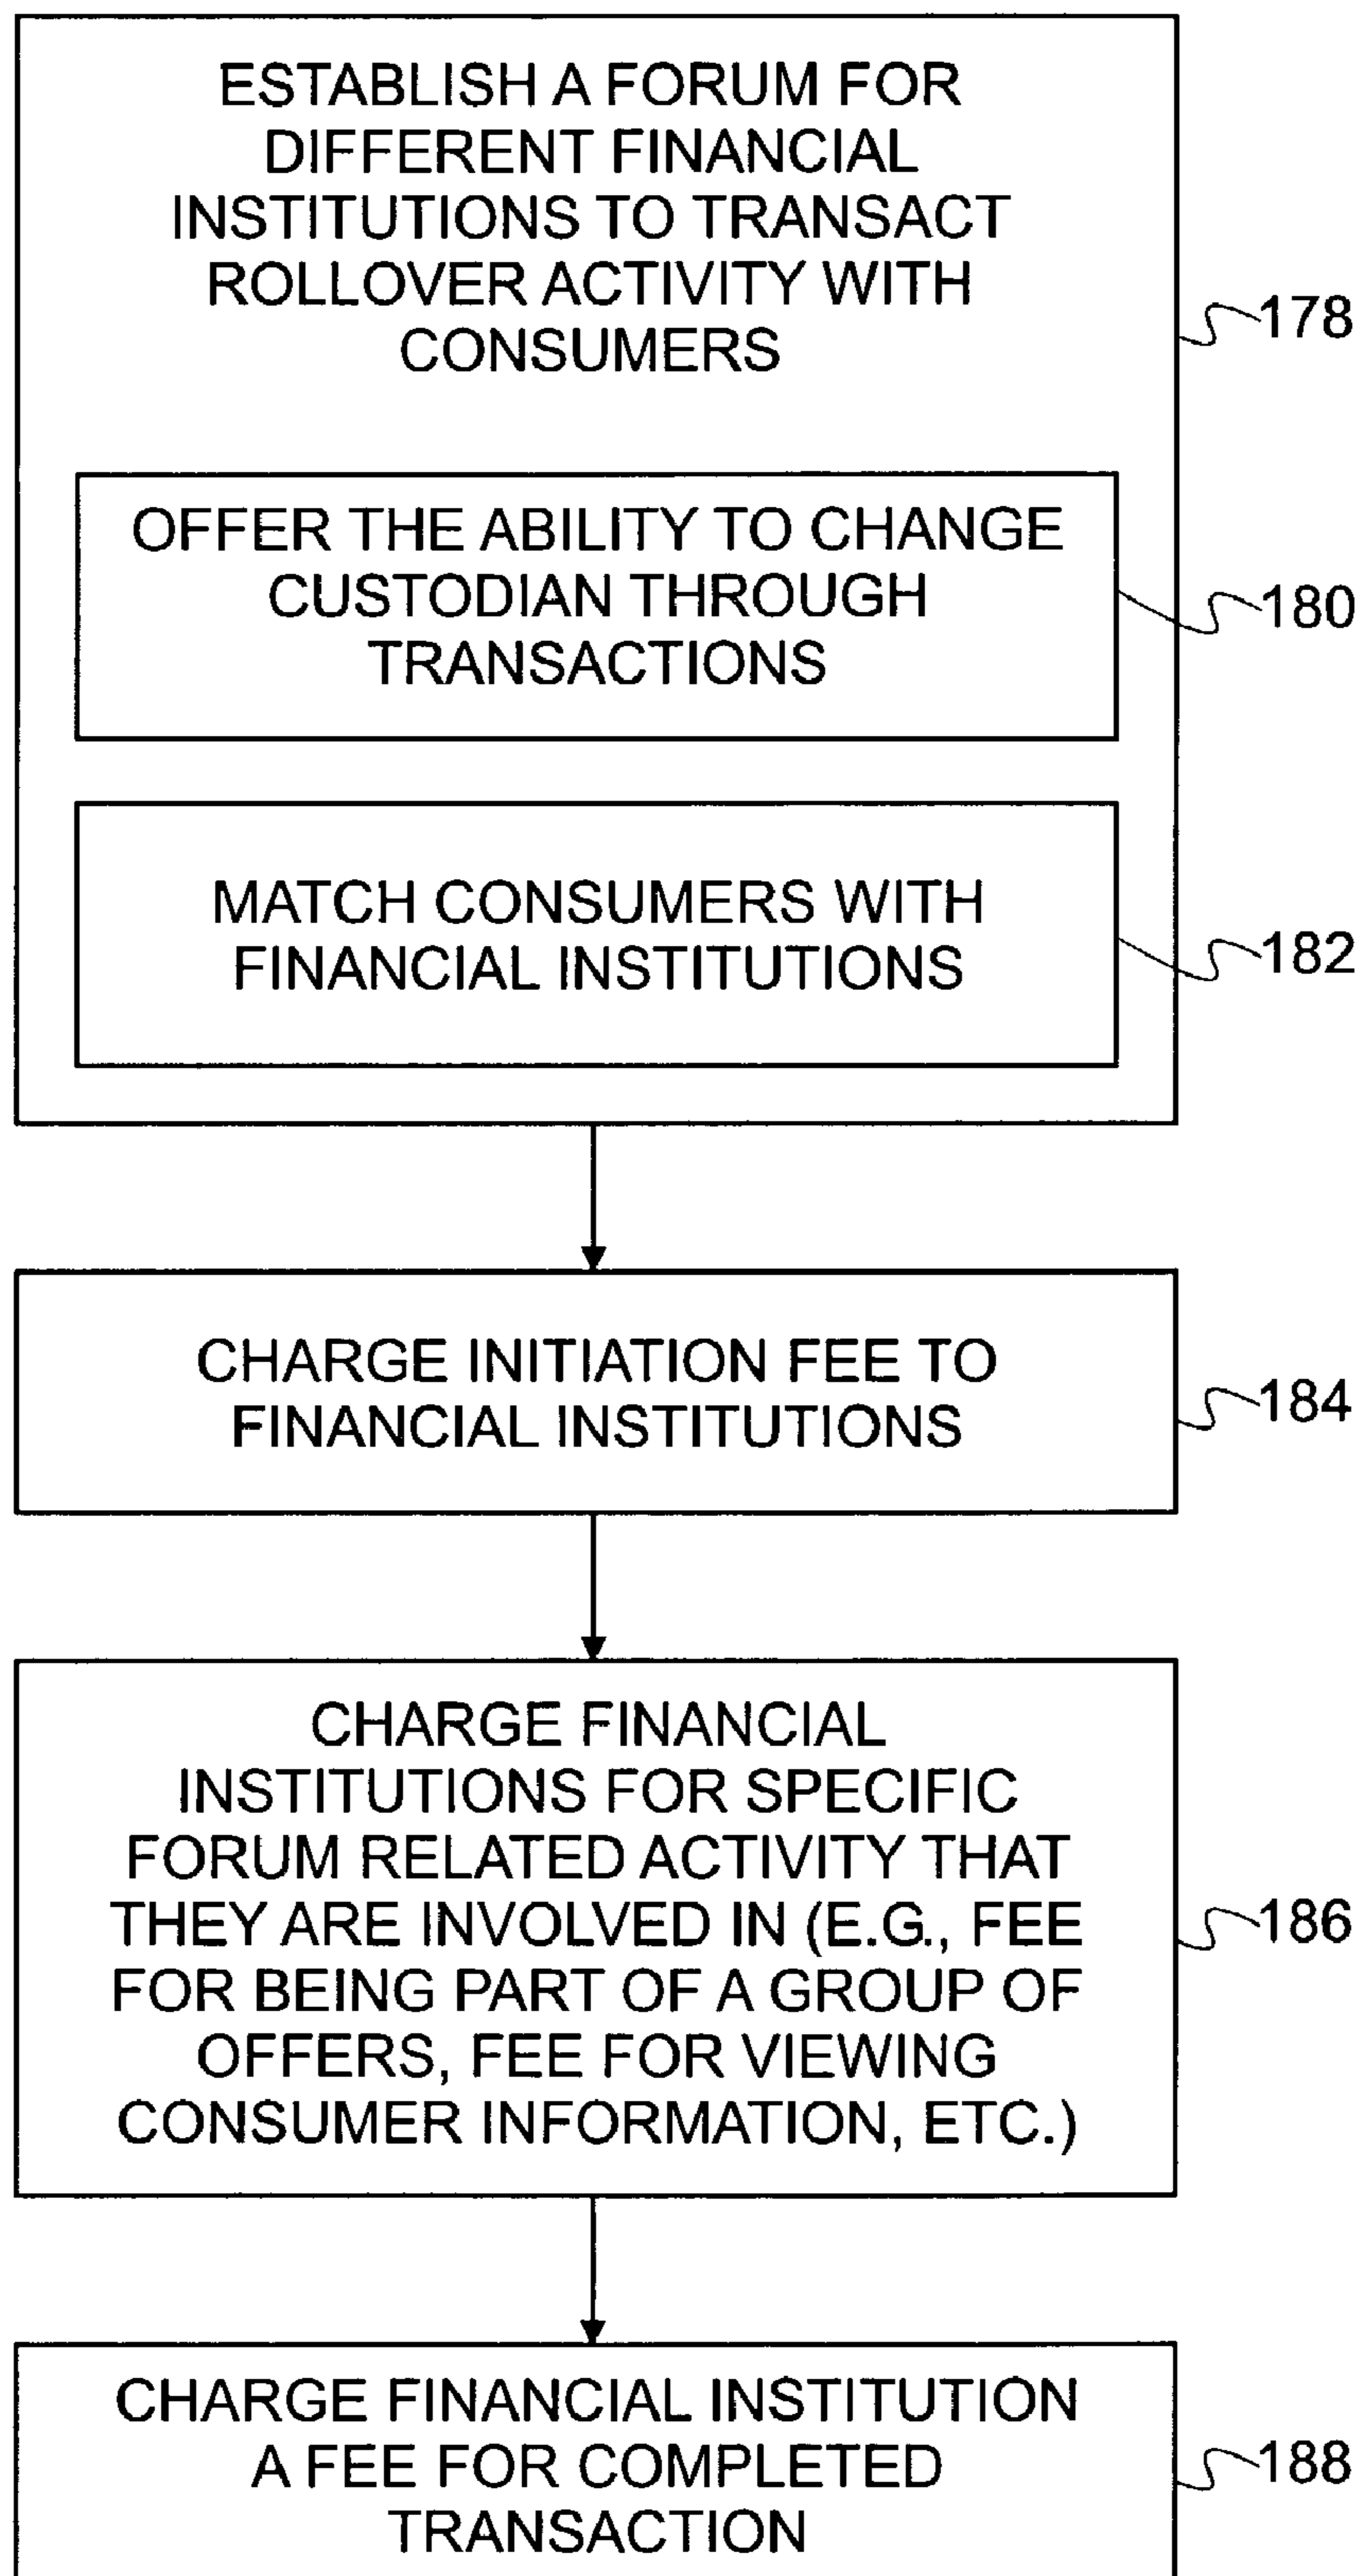 ESTABLISH A FORUM FOR
DIFFERENT FINANCIAL
INSTITUTIONS TO TRANSACT
ROLLOVER ACTIVITY WITH
CONSUMERS
178
OFFER THE ABILITY TO CHANGE
CUSTODIAN THROUGH
TRANSACTIONS
180
MATCH CONSUMERS WITH
FINANCIAL INSTITUTIONS
182
CHARGE INITIATION FEE TO
FINANCIAL INSTITUTIONS
184
CHARGE FINANCIAL
INSTITUTIONS FOR SPECIFIC
FORUM RELATED ACTIVITY THAT
THEY ARE INVOLVED IN (E.G., FEE
FOR BEING PART OF A GROUP OF
OFFERS, FEE FOR VIEWING
CONSUMER INFORMATION, ETC.)
186
CHARGE FINANCIAL INSTITUTION
A FEE FOR COMPLETED
TRANSACTION
188